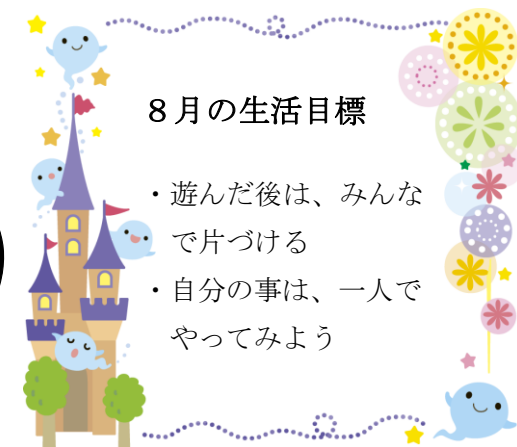 ８月の生活目標
・遊んだ後は、みんな
で片づける
・自分の事は、一人で
やってみよう